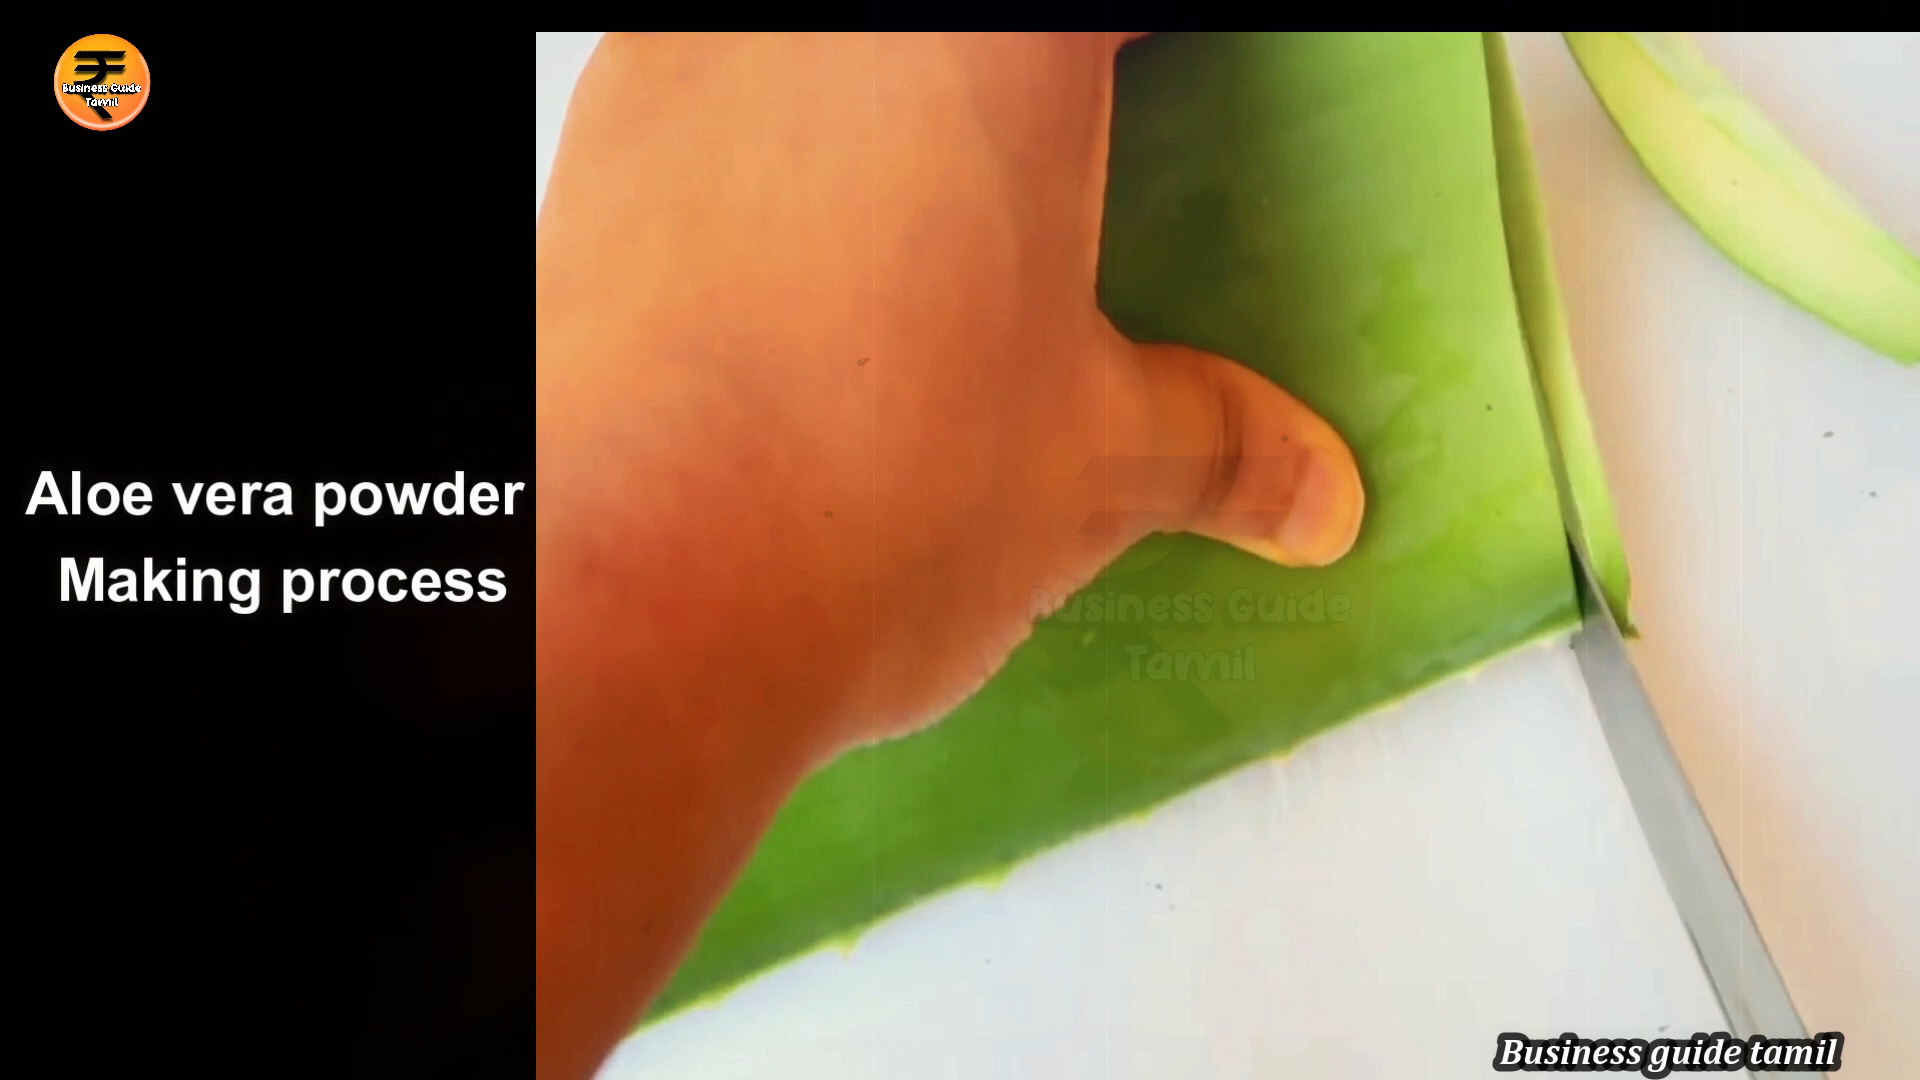 Business Guide
Tamil
Aloe vera powder
Making process
Business Guide
Tamil
Business guide tamil